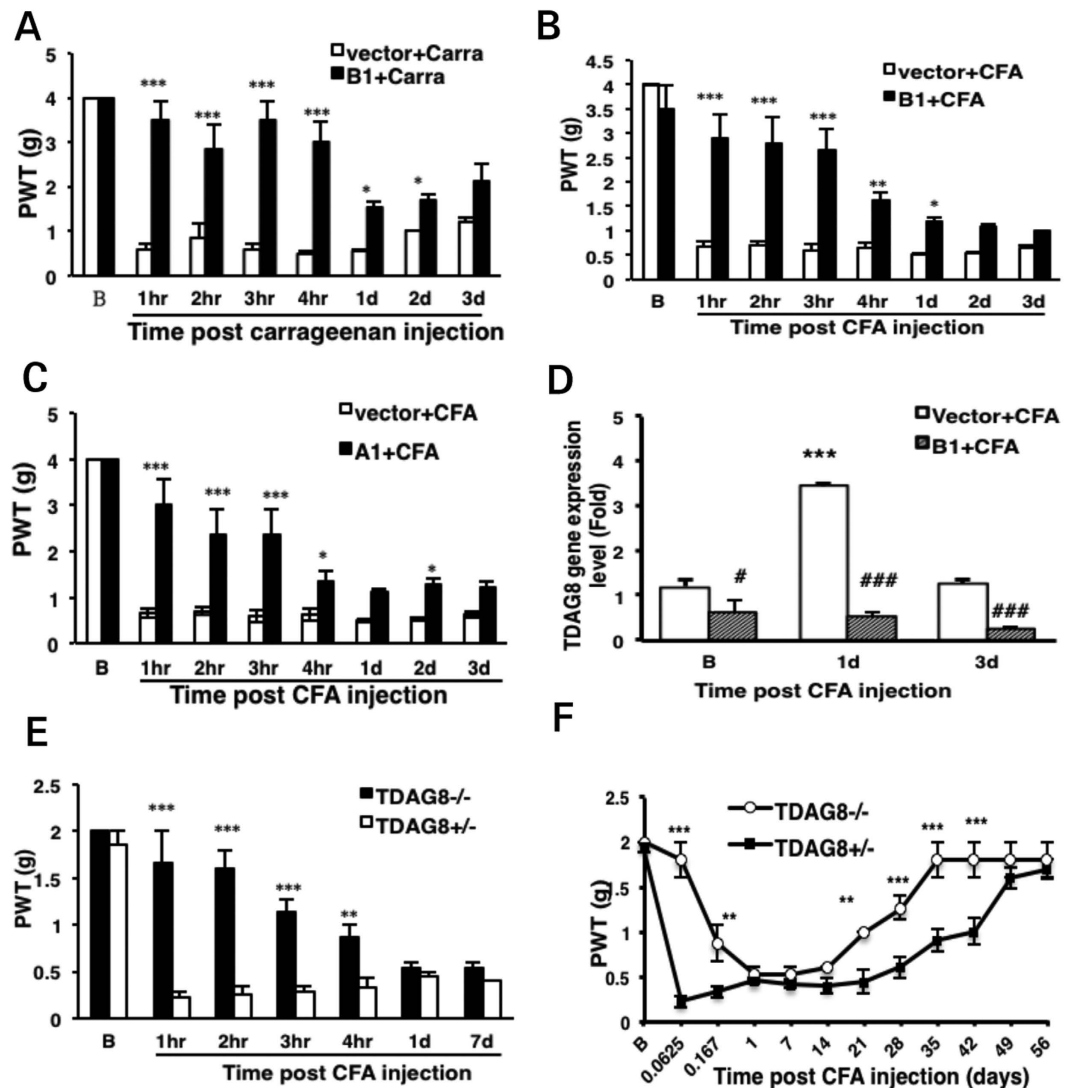 A
vector+Carra
B1+Carra
5
4
3
2
1
0
PWT (g)
*** *** *** *** * *
B 1hr 2hr 3hr 4hr 1d 2d 3d
Time post carrageenan injection
B
vector+CFA
B1+CFA
4.5
4
3.5
3
2.5
2
1.5
1
0.5
0
PWT (g)
*** *** *** ** *
B 1hr 2hr 3hr 4hr 1d 2d 3d
Time post CFA injection
C
vector+CFA
A1+CFA
5
4
3
2
1
0
PWT (g)
*** *** *** * *
B 1hr 2hr 3hr 4hr 1d 2d 3d
Time post CFA injection
D
Vector+CFA
B1+CFA
5
4
3
2
1
0
TDAG8 gene expression
level (Fold)
***
# ### ###
B 1d 3d
Time post CFA injection
E
TDAG8-/-
TDAG8+/-
2.5
2
1.5
1
0.5
0
PWT (g)
*** *** *** **
B 1hr 2hr 3hr 4hr 1d 7d
Time post CFA injection
F
TDAG8-/-
TDAG8+/-
2.5
2
1.5
1
0.5
0
PWT (g)
*** ** ** *** *** ***
B 0.0625 0.167 1 7 14 21 28 35 42 49 56
Time post CFA injection (days)